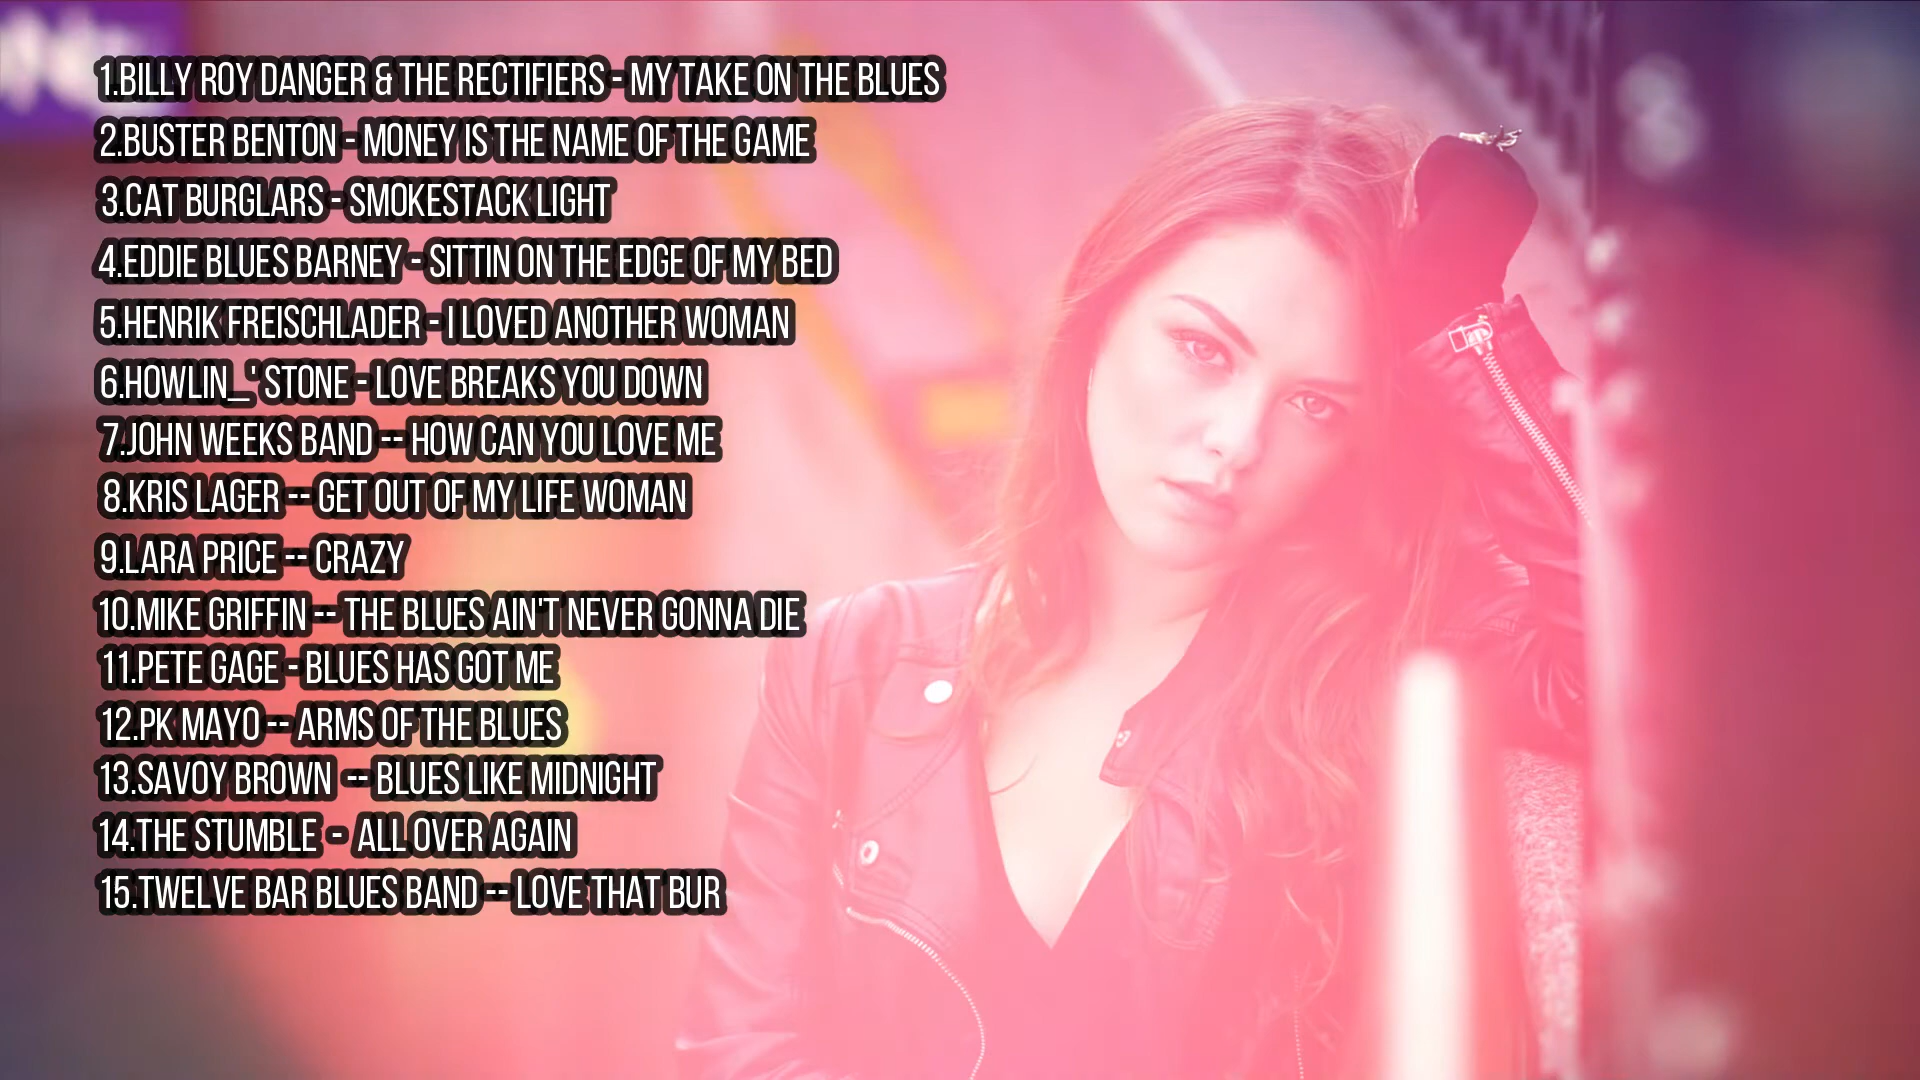 1.BILLY ROY DANGER & THE RECTIFIERS - MY TAKE ON THE BLUES
2.BUSTER BENTON - MONEY IS THE NAME OF THE GAME
3.CAT BURGLARS - SMOKESTACK LIGHT
4.EDDIE BLUES BARNEY - SITTIN ON THE EDGE OF MY BED
5.HENRIK FREISCHLADER - I LOVED ANOTHER WOMAN
6.HOWLIN_' STONE - LOVE BREAKS YOU DOWN
7.JOHN WEEKS BAND -- HOW CAN YOU LOVE ME
8.KRIS LAGER -- GET OUT OF MY LIFE WOMAN
9.LARA PRICE -- CRAZY
10.MIKE GRIFFIN -- THE BLUES AIN'T NEVER GONNA DIE
11.PETE GAGE - BLUES HAS GOT ME
12.PK MAYO -- ARMS OF THE BLUES
13.SAVOY BROWN -- BLUES LIKE MIDNIGHT
14.THE STUMBLE - ALL OVER AGAIN
15.TWELVE BAR BLUES BAND -- LOVE THAT BUR